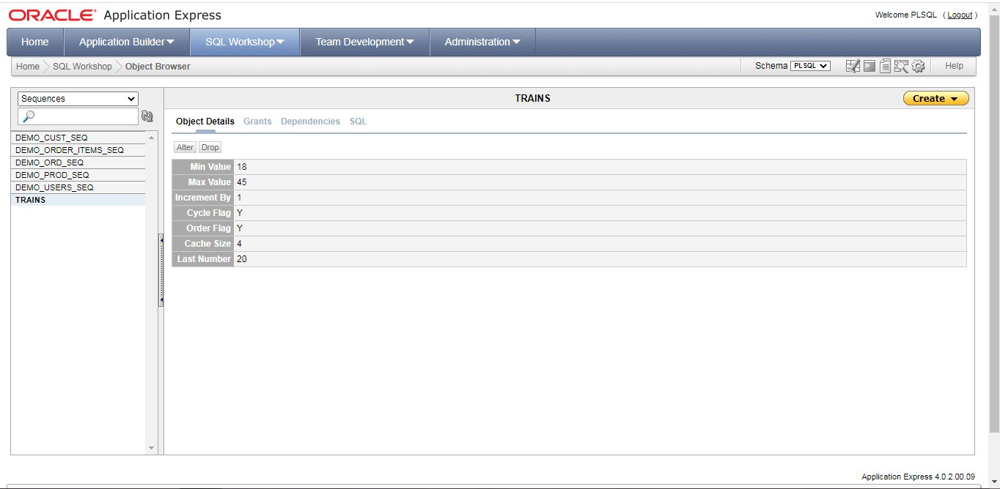 ORACLE Application Express
Welcome PLSQL ( Logout )
Home Application Builder SQL Workshop Team Development Administration
Home SQL Workshop Object Browser
Schema PLSQL Help
Sequences
TRAINS
Create
Object Details Grants Dependencies SQL
DEMO_CUST_SEQ
DEMO_ORDER_ITEMS_SEQ
DEMO_ORD_SEQ
DEMO_PROD_SEQ
DEMO_USERS_SEQ
TRAINS
Alter Drop
Min Value 18
Max Value 45
Increment By 1
Cycle Flag Y
Order Flag Y
Cache Size 4
Last Number 20
Application Express 4.0.2.00.09